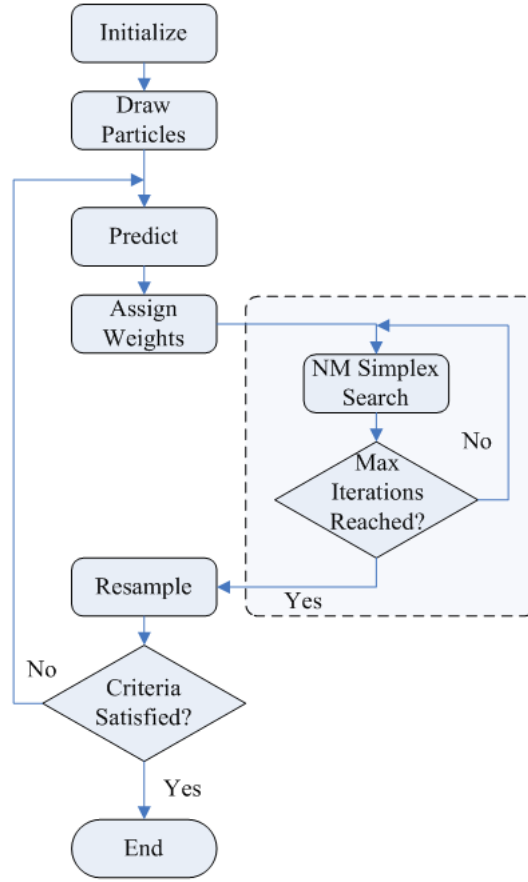 Initialize
Draw
Particles
Predict
Assign
Weights
NM Simplex
Search
No
Max
Iterations
Reached?
Resample
Yes
No
Criteria
Satisfied?
Yes
End